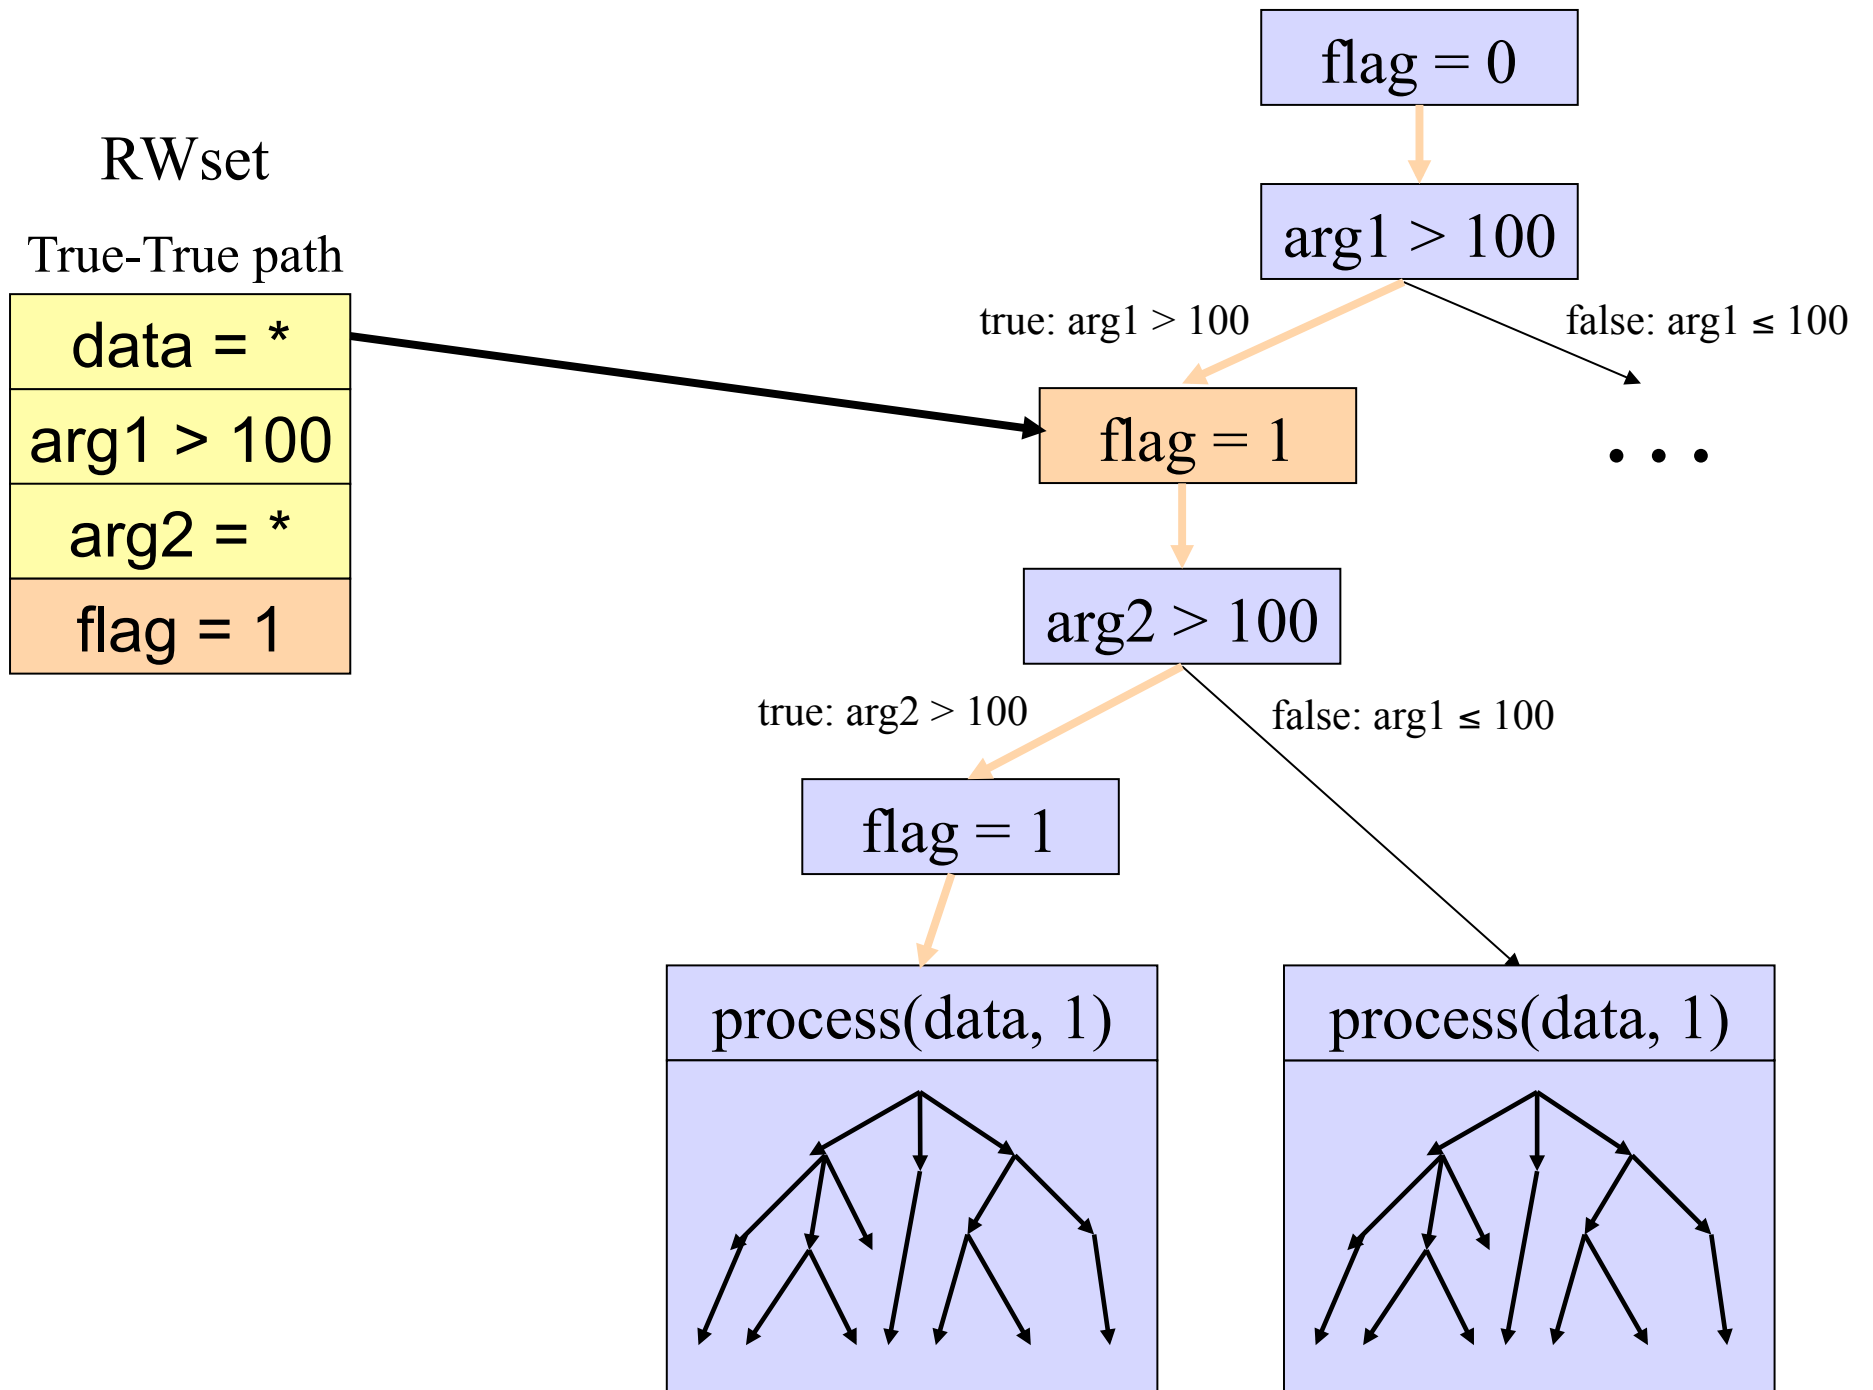 RWset
True-True path
data = *
arg1 > 100
arg2 = *
flag = 1
flag = 0
arg1 > 100
true: arg1 > 100
false: arg1 ≤ 100
flag = 1
. . .
arg2 > 100
true: arg2 > 100
false: arg1 ≤ 100
flag = 1
process(data, 1)
process(data, 1)